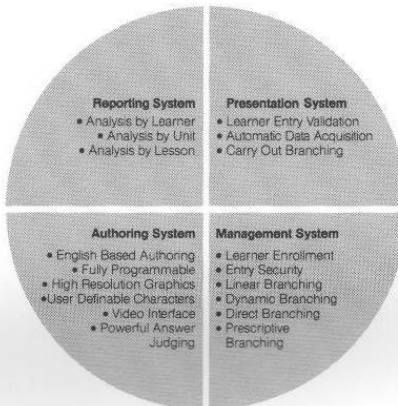 Reporting System
• Analysis by Learner
• Analysis by Unit
• Analysis by Lesson
Presentation System
• Learner Entry Validation
• Automatic Data Acquisition
• Carry Out Branching
Authoring System
• English Based Authoring
• Fully Programmable
• High Resolution Graphics
• User Definable Characters
• Video Interface
• Powerful Answer
Judging
Management System
• Learner Enrollment
• Entry Security
• Linear Branching
• Dynamic Branching
• Direct Branching
• Prescriptive
Branching